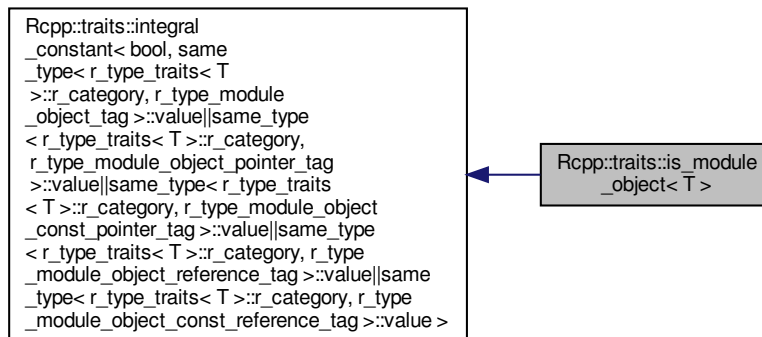 Rcpp::traits::integral
_constant< bool, same
_type< r_type_traits< T
>::r_category, r_type_module
_object_tag >::value||same_type
< r_type_traits< T >::r_category,
r_type_module_object_pointer_tag
>::value||same_type< r_type_traits
< T >::r_category, r_type_module_object
_const_pointer_tag >::value||same_type
< r_type_traits< T >::r_category, r_type
_module_object_reference_tag >::value||same
_type< r_type_traits< T >::r_category, r_type
_module_object_const_reference_tag >::value >
Rcpp::traits::is_module
_object< T >